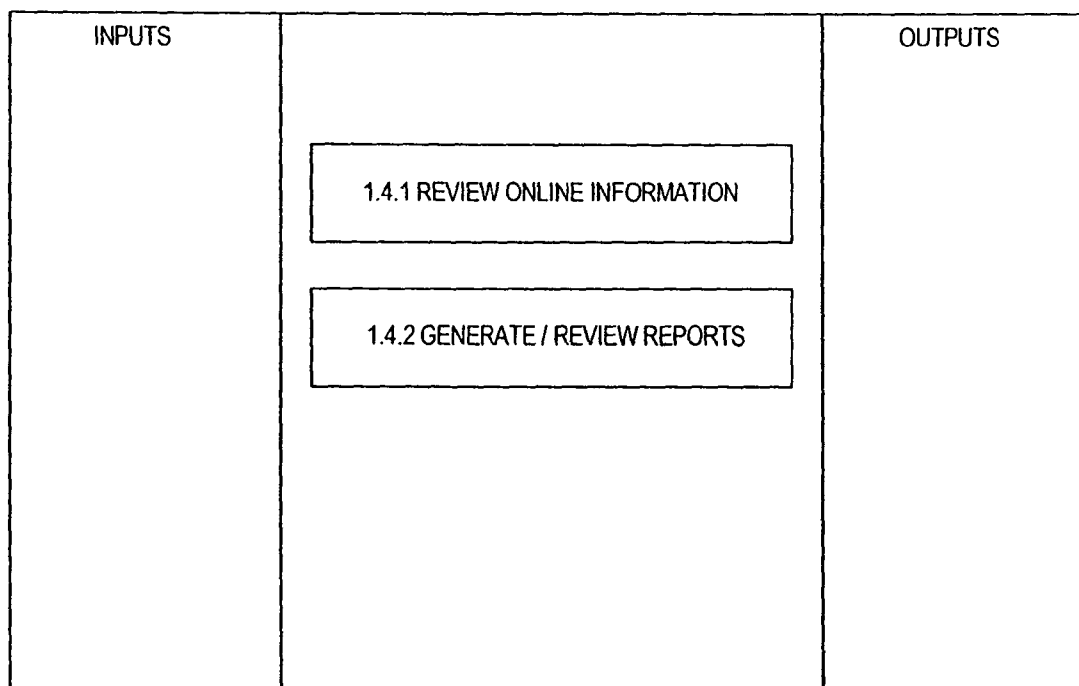 INPUTS
OUTPUTS
1.4.1 REVIEW ONLINE INFORMATION
1.4.2 GENERATE / REVIEW REPORTS